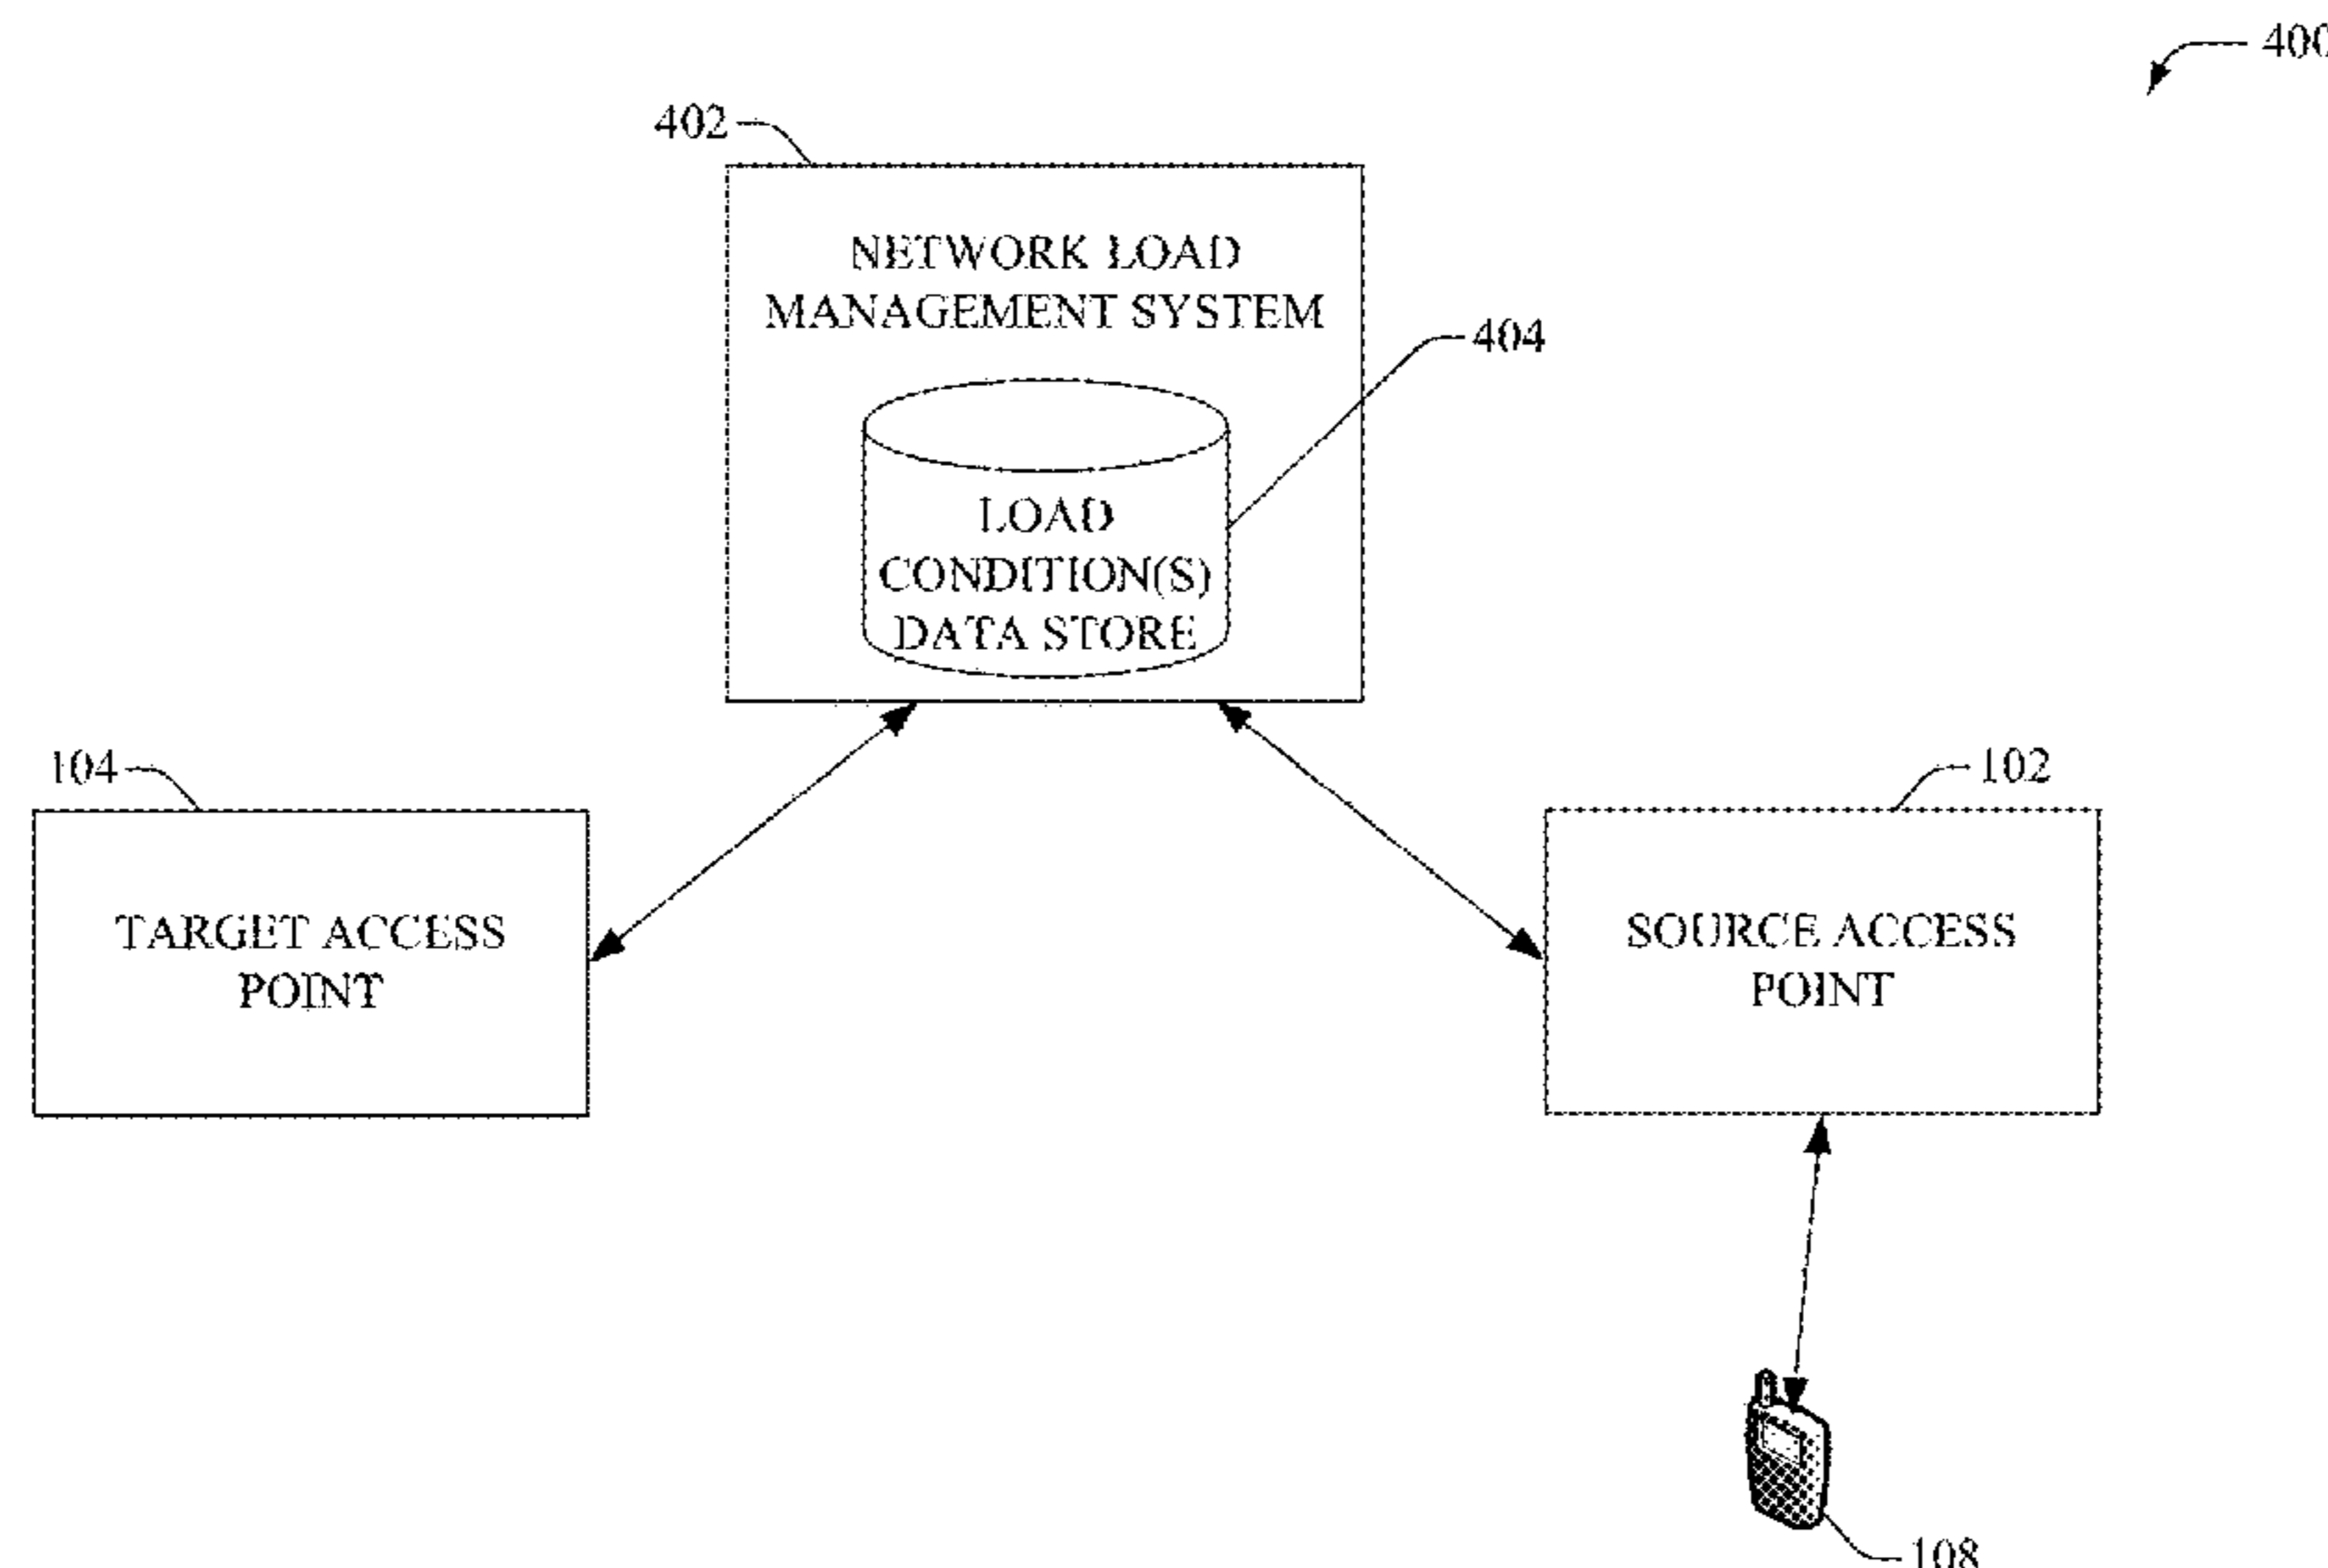 400
402
NETWORK LOAD
MANAGEMENT SYSTEM
404
LOAD
CONDITION(S)
DATA STORE
104
102
TARGET ACCESS
POINT
SOURCE ACCESS
POINT
108